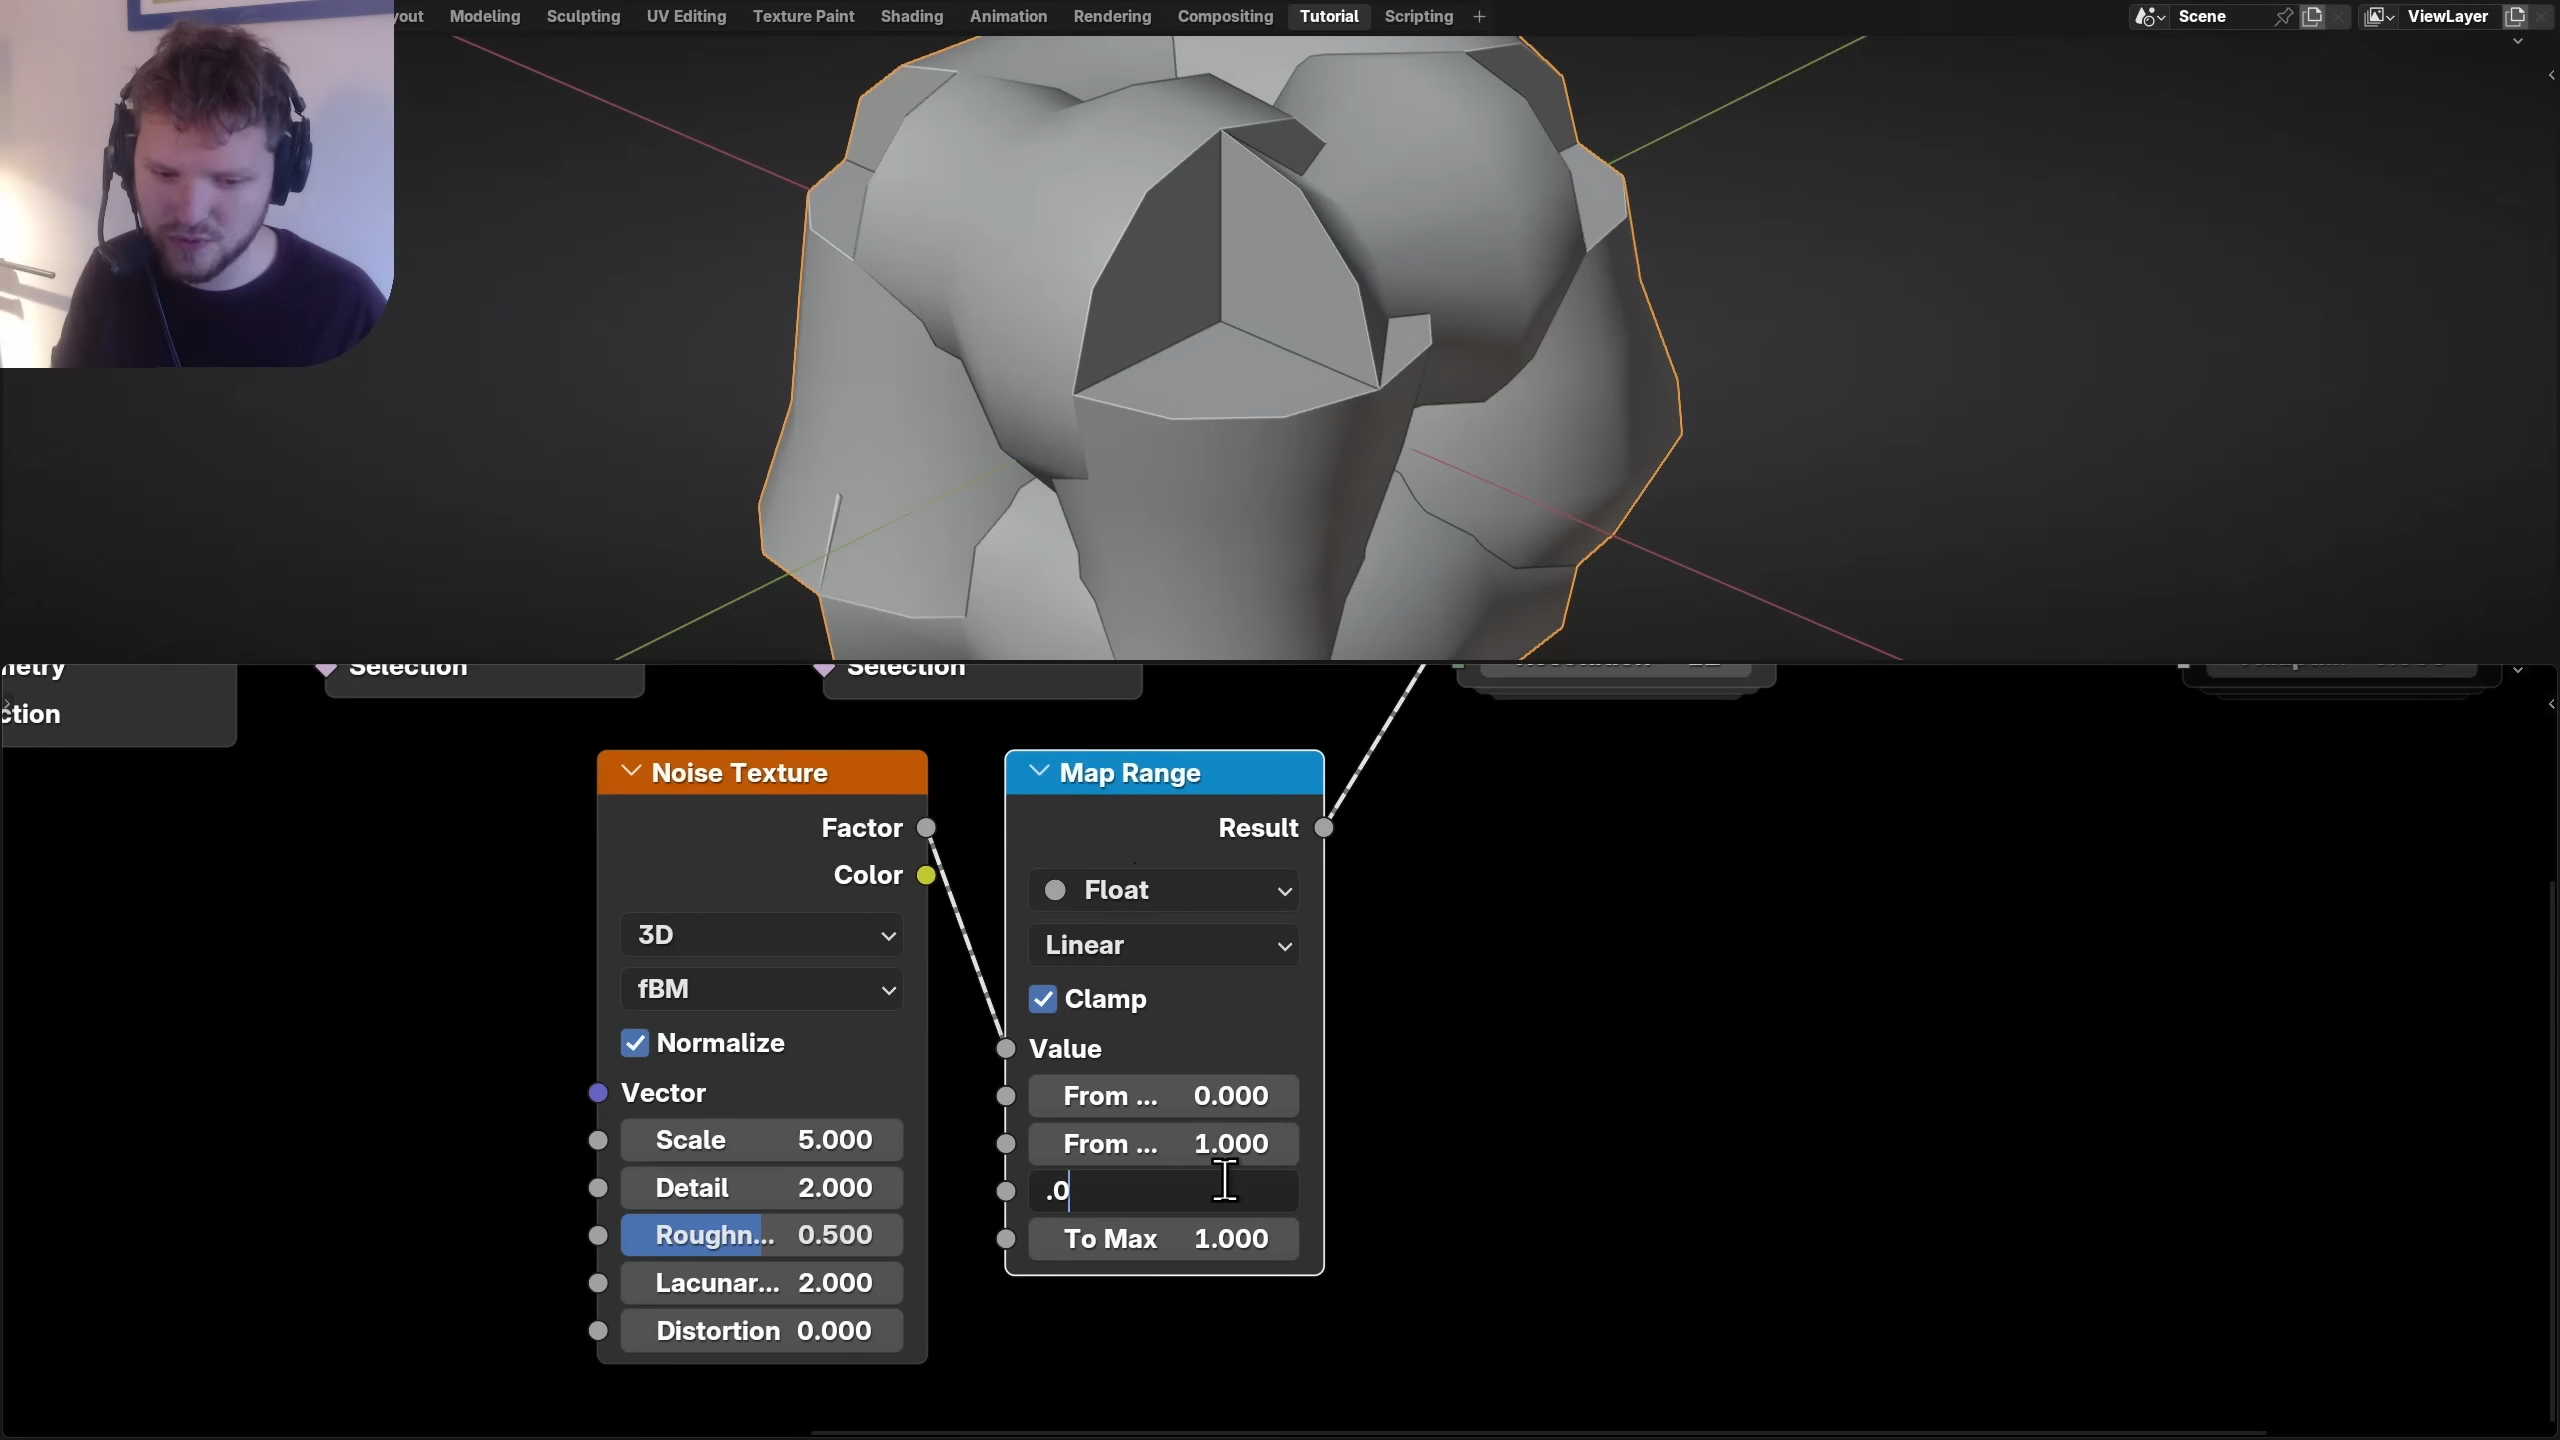 yout Modeling Sculpting UV Editing Texture Paint Shading Animation Rendering Compositing Tutorial Scripting + Scene ViewLayer
netry Selection Selection
ction
Noise Texture
Factor
Color
3D
fBM
Normalize
Vector
Scale 5.000
Detail 2.000
Roughn... 0.500
Lacunar... 2.000
Distortion 0.000
Map Range
Result
Float
Linear
Clamp
Value
From ... 0.000
From ... 1.000
.0
To Max 1.000